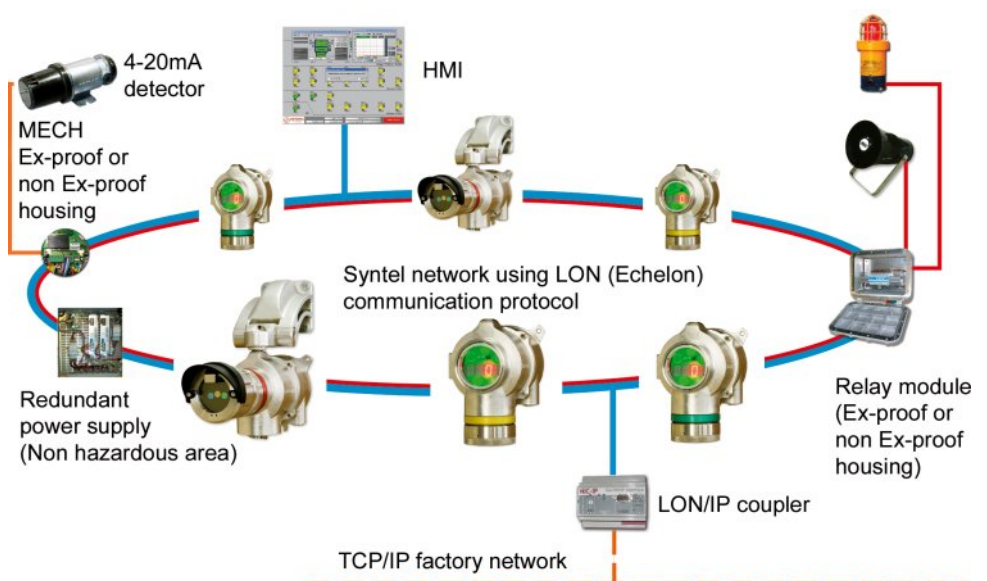 4-20mA
detector
HMI
MECH
Ex-proof or
non Ex-proof
housing
Syntel network using LON (Echelon)
communication protocol
Redundant
power supply
(Non hazardous area)
Relay module
(Ex-proof or
non Ex-proof
housing)
LON/IP coupler
TCP/IP factory network